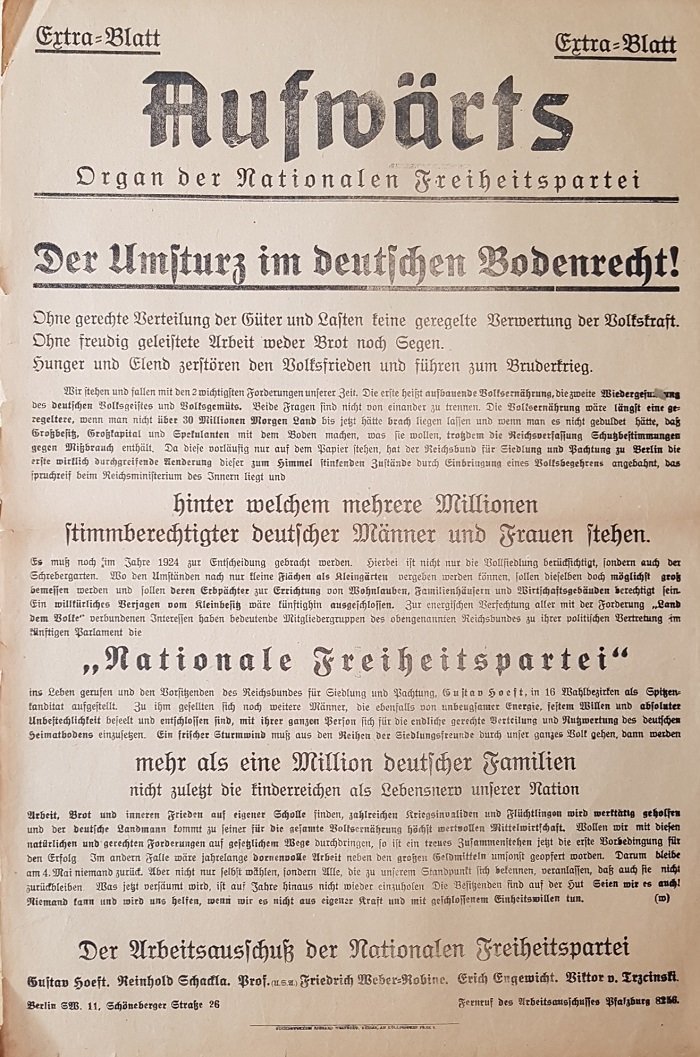 Extra-Blatt
Extra-Blatt
Aufwärts
Organ der Nationalen Freiheitspartei
Der Umsturz im deutschen Bodenrecht!
Ohne gerechte Verteilung der Güter und Lasten keine geregelte Verwertung der Volkskraft.
Ohne freudig geleistete Arbeit weder Brot noch Segen.
Hunger und Elend zerstören den Volksfrieden und führen zum Bruderkrieg.
Wir stehen und fallen mit den 2 wichtigsten Forderungen unserer Zeit. Die erste heißt aufbauende Volksernährung, die zweite
des deutschen Volksgeistes und Volksgemüts. Beide Fragen sind nicht von einander zu trennen. Die Volksernährung wäre längst eine ge-
regeltere, wenn man nicht über 30 Millionen Morgen Land bis jetzt hätte brach liegen lassen und wenn man es nicht geduldet hätte, daß
Großbesitz, Großkapital und Spekulanten mit dem Boden machen, was sie wollen, trotzdem die Reichsverfassung Schutzbestimmungen
gegen Mißbrauch enthält. Da diese vorläufig nur auf dem Papier stehen, hat der Reichsbund für Siedlung und Pachtung zu Berlin die
erste wirklich durchgreifende Aenderung dieser zum Himmel stinkenden Zustände durch Einbringung eines Volksbegehrens angebahnt, das
spruchreif beim Reichsministerium des Innern liegt und
hinter welchem mehrere Millionen
stimmberechtigter deutscher Männer und Frauen stehen.
Es muß noch im Jahre 1924 zur Entscheidung gebracht werden. Hierbei ist nicht nur die Vollsiedlung berücksichtigt, sondern auch der
Schrebergarten. Wo den Umständen nach nur kleine Flächen als Kleingärten vergeben werden können, sollen dieselben doch möglichst groß
bemessen werden und sollen deren Erbpächter zur Errichtung von Wohnlauben, Familienhäusern und Wirtschaftsgebäuden berechtigt sein.
Ein willkürliches Verjagen vom Kleinbesitz wäre künftighin ausgeschlossen. Zur energischen Verfechtung aller mit der Forderung „Land
dem Volke“ verbundenen Interessen haben bedeutende Mitgliedergruppen des obengenannten Reichsbundes zu ihrer politischen Vertretung im
künftigen Parlament die
„Nationale Freiheitspartei“
ins Leben gerufen und den Vorsitzenden des Reichsbundes für Siedlung und Pachtung, Gustav Hoeft, in 16 Wahlbezirken als Spitzen-
kanditat aufgestellt. Zu ihm gesellten sich noch weitere Männer, die ebenfalls von unbeugsamer Energie, festem Willen und absoluter
Unbestechlichkeit beseelt und entschlossen sind, mit ihrer ganzen Person sich für die endliche gerechte Verteilung und Nutzwertung des deutschen
Heimatbodens einzusetzen. Ein frischer Sturmwind muß aus den Reihen der Siedlungsfreunde durch unser ganzes Volk gehen, dann werden
mehr als eine Million deutscher Familien
nicht zuletzt die kinderreichen als Lebensnerv unserer Nation
Arbeit, Brot und inneren Frieden auf eigener Scholle finden, zahlreichen Kriegsinvaliden und Flüchtlingen wird werktätig geholfen
und der deutsche Landmann kommt zu seiner für die gesamte Volksernährung höchst wertvollen Mittelwirtschaft. Wollen wir mit diesen
natürlichen und gerechten Forderungen auf gesetzlichem Wege durchdringen, so ist ein treues Zusammenstehen jetzt die erste Vorbedingung für
den Erfolg Im andern Falle wäre jahrelange dornenvolle Arbeit neben den großen Geldmitteln umsonst geopfert worden. Darum bleibe
am 4. Mai niemand zurück. Aber nicht nur selbst wählen, sondern Alle, die zu unserem Standpunkt sich bekennen, veranlassen, daß auch sie nicht
zurückbleiben Was jetzt versäumt wird, ist auf Jahre hinaus nicht wieder einzuholen Die Besitzenden sind auf der Hut Seien wir es auch!
Niemand kann und wird uns helfen, wenn wir es nicht aus eigener Kraft und mit geschlossenem Einheitswillen tun. (w)
Der Arbeitsausschuß der Nationalen Freiheitspartei
Gustav Hoeft. Reinhold Schackla. Prof. (U.S.A.) Friedrich Weber-Robine. Erich Engewicht. Viktor v. Trzcinski.
Berlin SW. 11, Schöneberger Straße 26
Fernruf des Arbeitsausschusses Pfalzburg